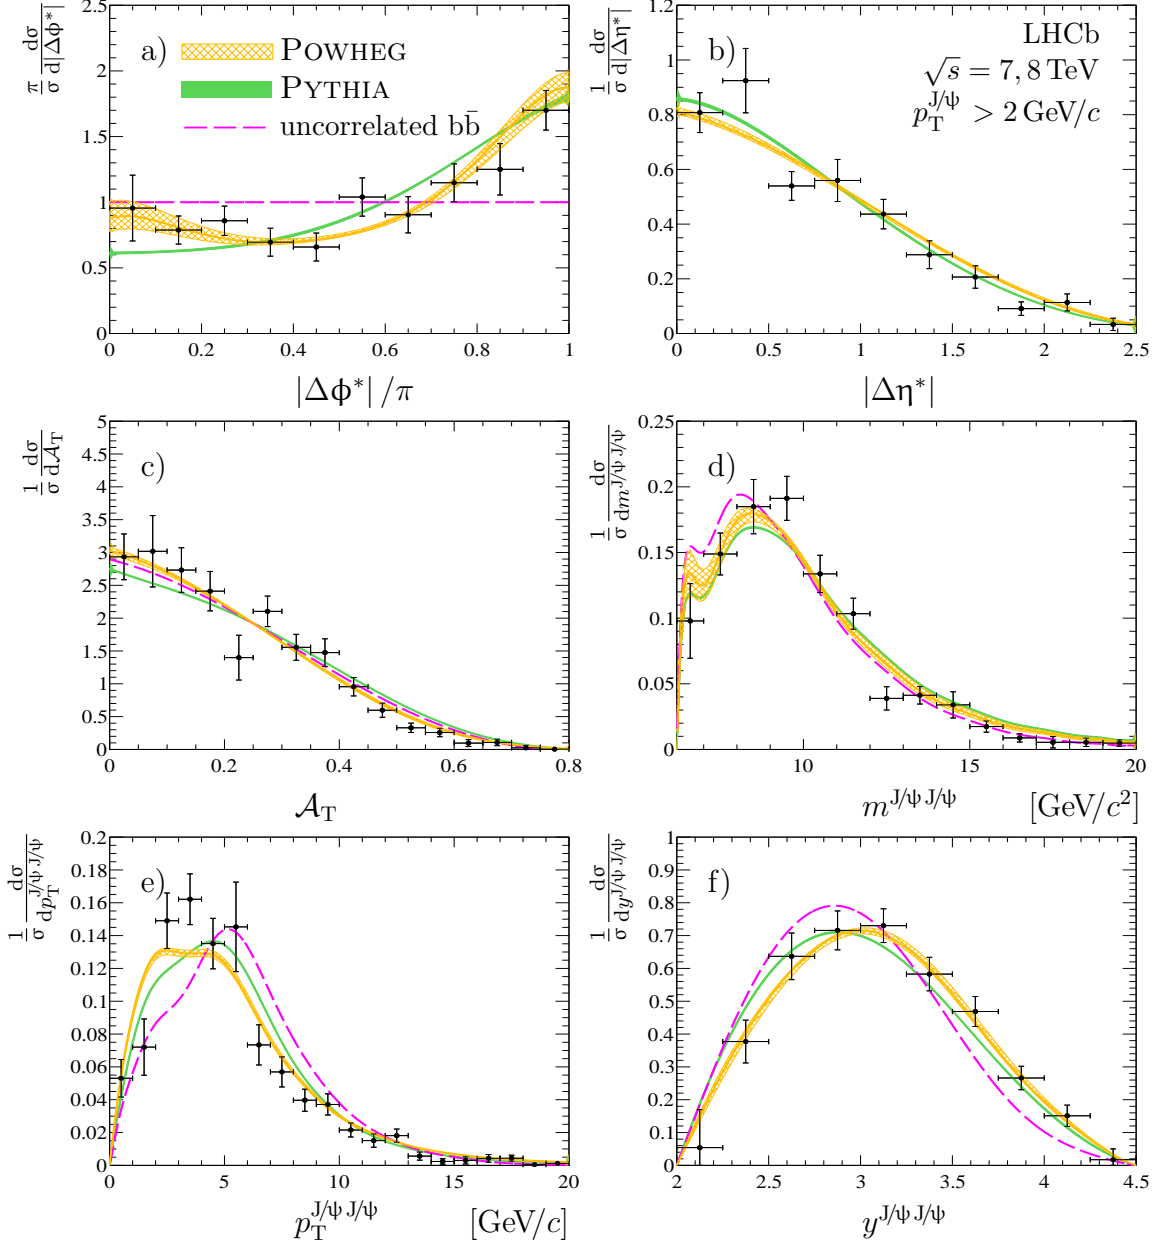 π/σ dσ/d|Δϕ*|
2.5
2
1.5
1
0.5
0
a)
POWHEG
PYTHIA
uncorrelated bb̄
0 0.2 0.4 0.6 0.8 1
|Δϕ*|/π
1/σ dσ/d|Δη*|
1.2
1
0.8
0.6
0.4
0.2
0
b)
LHCb
√s = 7, 8 TeV
p_T^{J/ψ} > 2 GeV/c
0 0.5 1 1.5 2 2.5
|Δη*|
1/σ dσ/d𝒜_T
5
4.5
4
3.5
3
2.5
2
1.5
1
0.5
0
c)
0 0.2 0.4 0.6 0.8
𝒜_T
1/σ dσ/dm^{J/ψ J/ψ}
0.25
0.2
0.15
0.1
0.05
0
d)
10 15 20
m^{J/ψ J/ψ} [GeV/c²]
1/σ dσ/dp_T^{J/ψ J/ψ}
0.2
0.18
0.16
0.14
0.12
0.1
0.08
0.06
0.04
0.02
0
e)
0 5 10 15 20
p_T^{J/ψ J/ψ} [GeV/c]
1/σ dσ/dy^{J/ψ J/ψ}
1
0.9
0.8
0.7
0.6
0.5
0.4
0.3
0.2
0.1
0
f)
2 2.5 3 3.5 4 4.5
y^{J/ψ J/ψ}